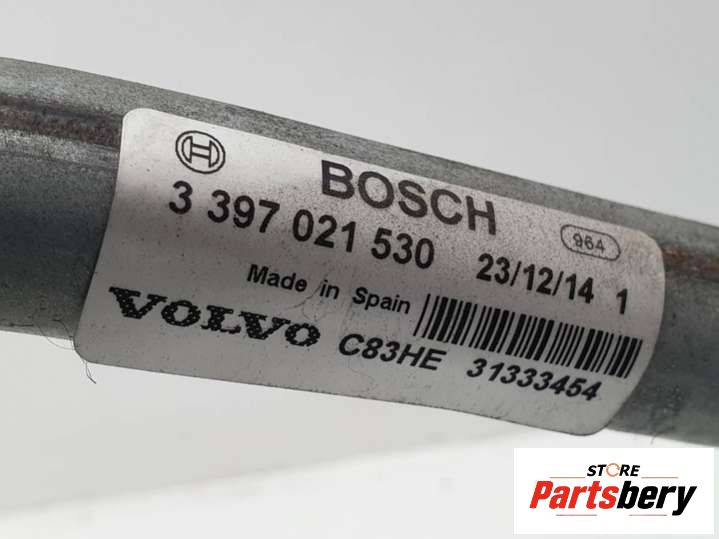 BOSCH
3 397 021 530
964
23/12/14 1
Made in Spain
VOLVO
C83HE 31333454
STORE
Partsbery